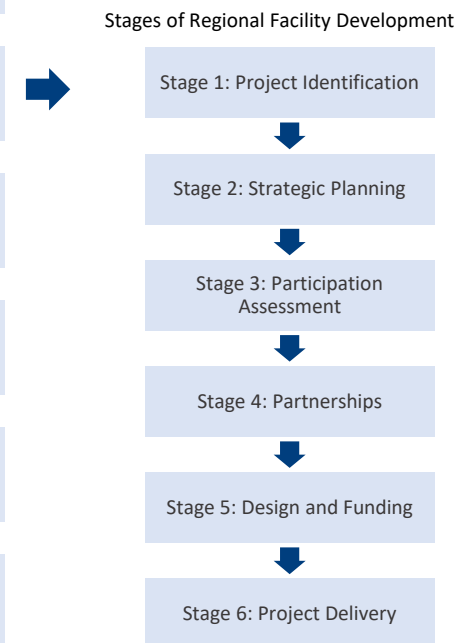 Stages of Regional Facility Development
Stage 1: Project Identification
Stage 2: Strategic Planning
Stage 3: Participation
Assessment
Stage 4: Partnerships
Stage 5: Design and Funding
Stage 6: Project Delivery